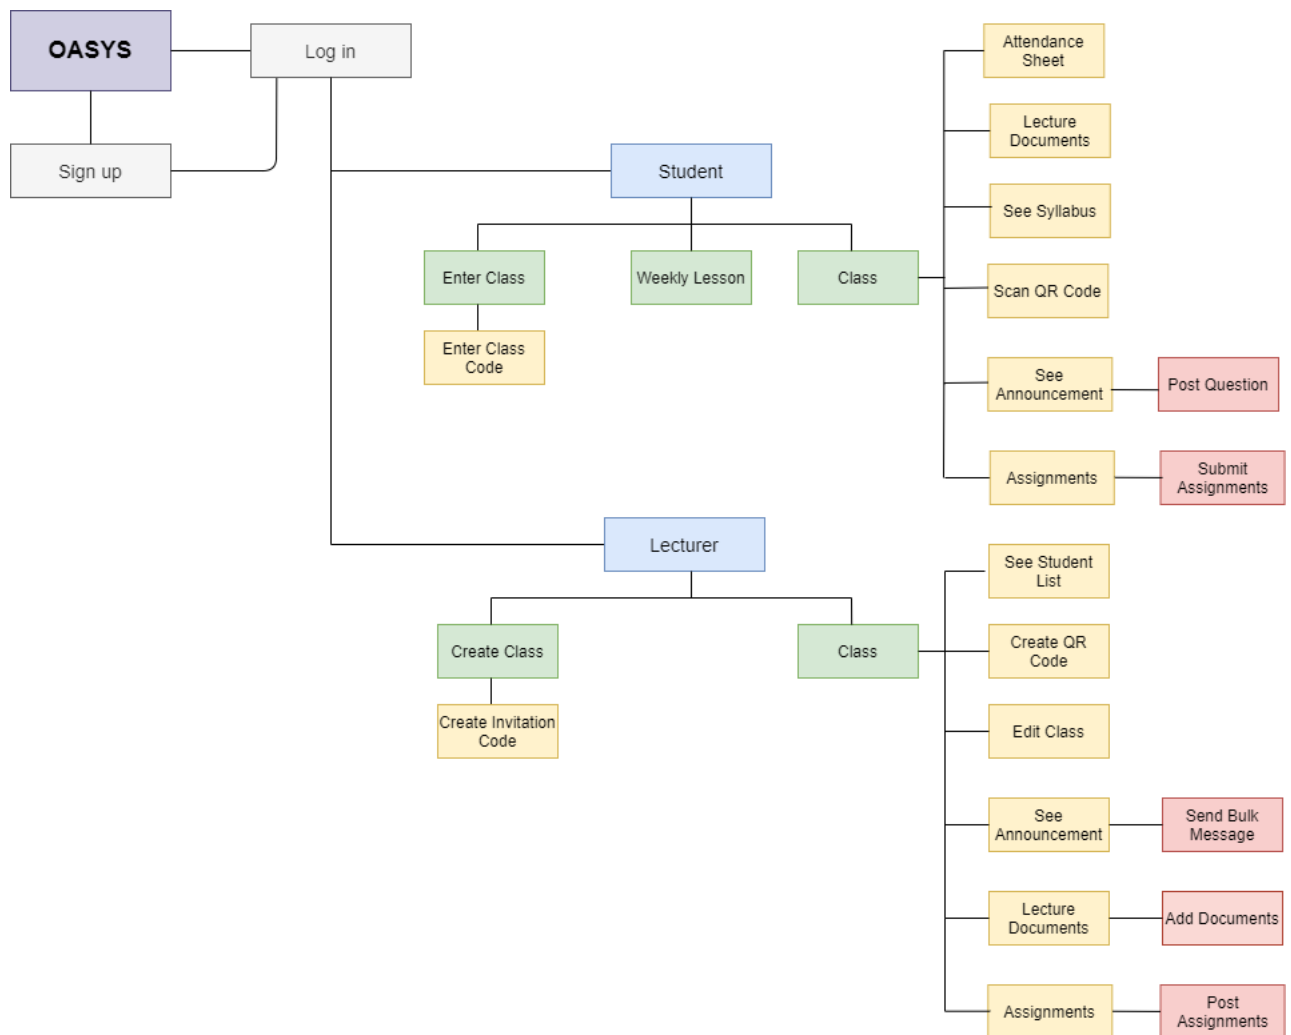 OASYS
Log in
Sign up
Student
Enter Class
Weekly Lesson
Class
Enter Class
Code
Attendance
Sheet
Lecture
Documents
See Syllabus
Scan QR Code
See
Announcement
Post Question
Assignments
Submit
Assignments
Lecturer
Create Class
Class
Create Invitation
Code
See Student
List
Create QR
Code
Edit Class
See
Announcement
Send Bulk
Message
Lecture
Documents
Add Documents
Assignments
Post
Assignments